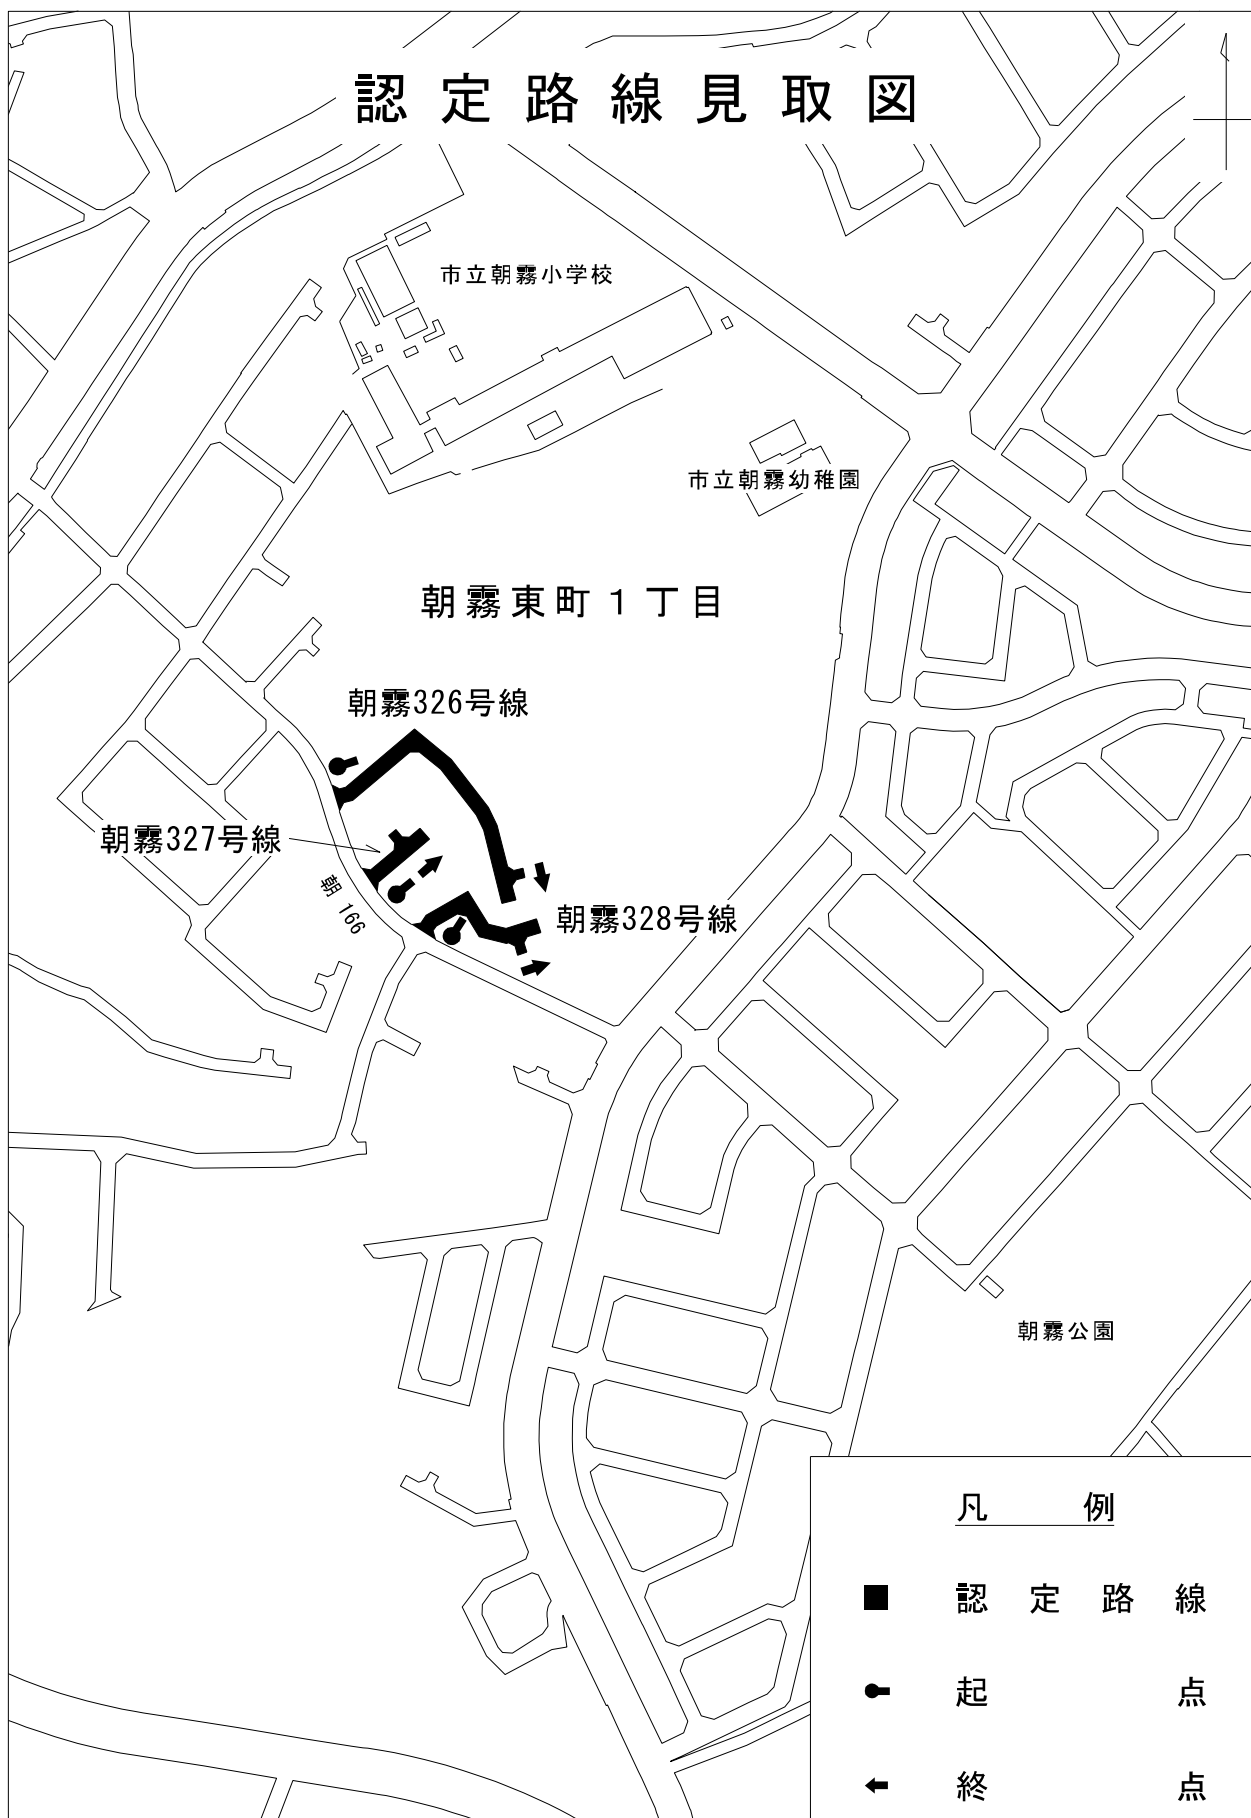 認定路線見取図
市立朝霧小学校
市立朝霧幼稚園
朝霧東町1丁目
朝霧326号線
朝霧327号線
朝 166
朝霧328号線
朝霧公園
凡 例
認定路線
起 点
終 点